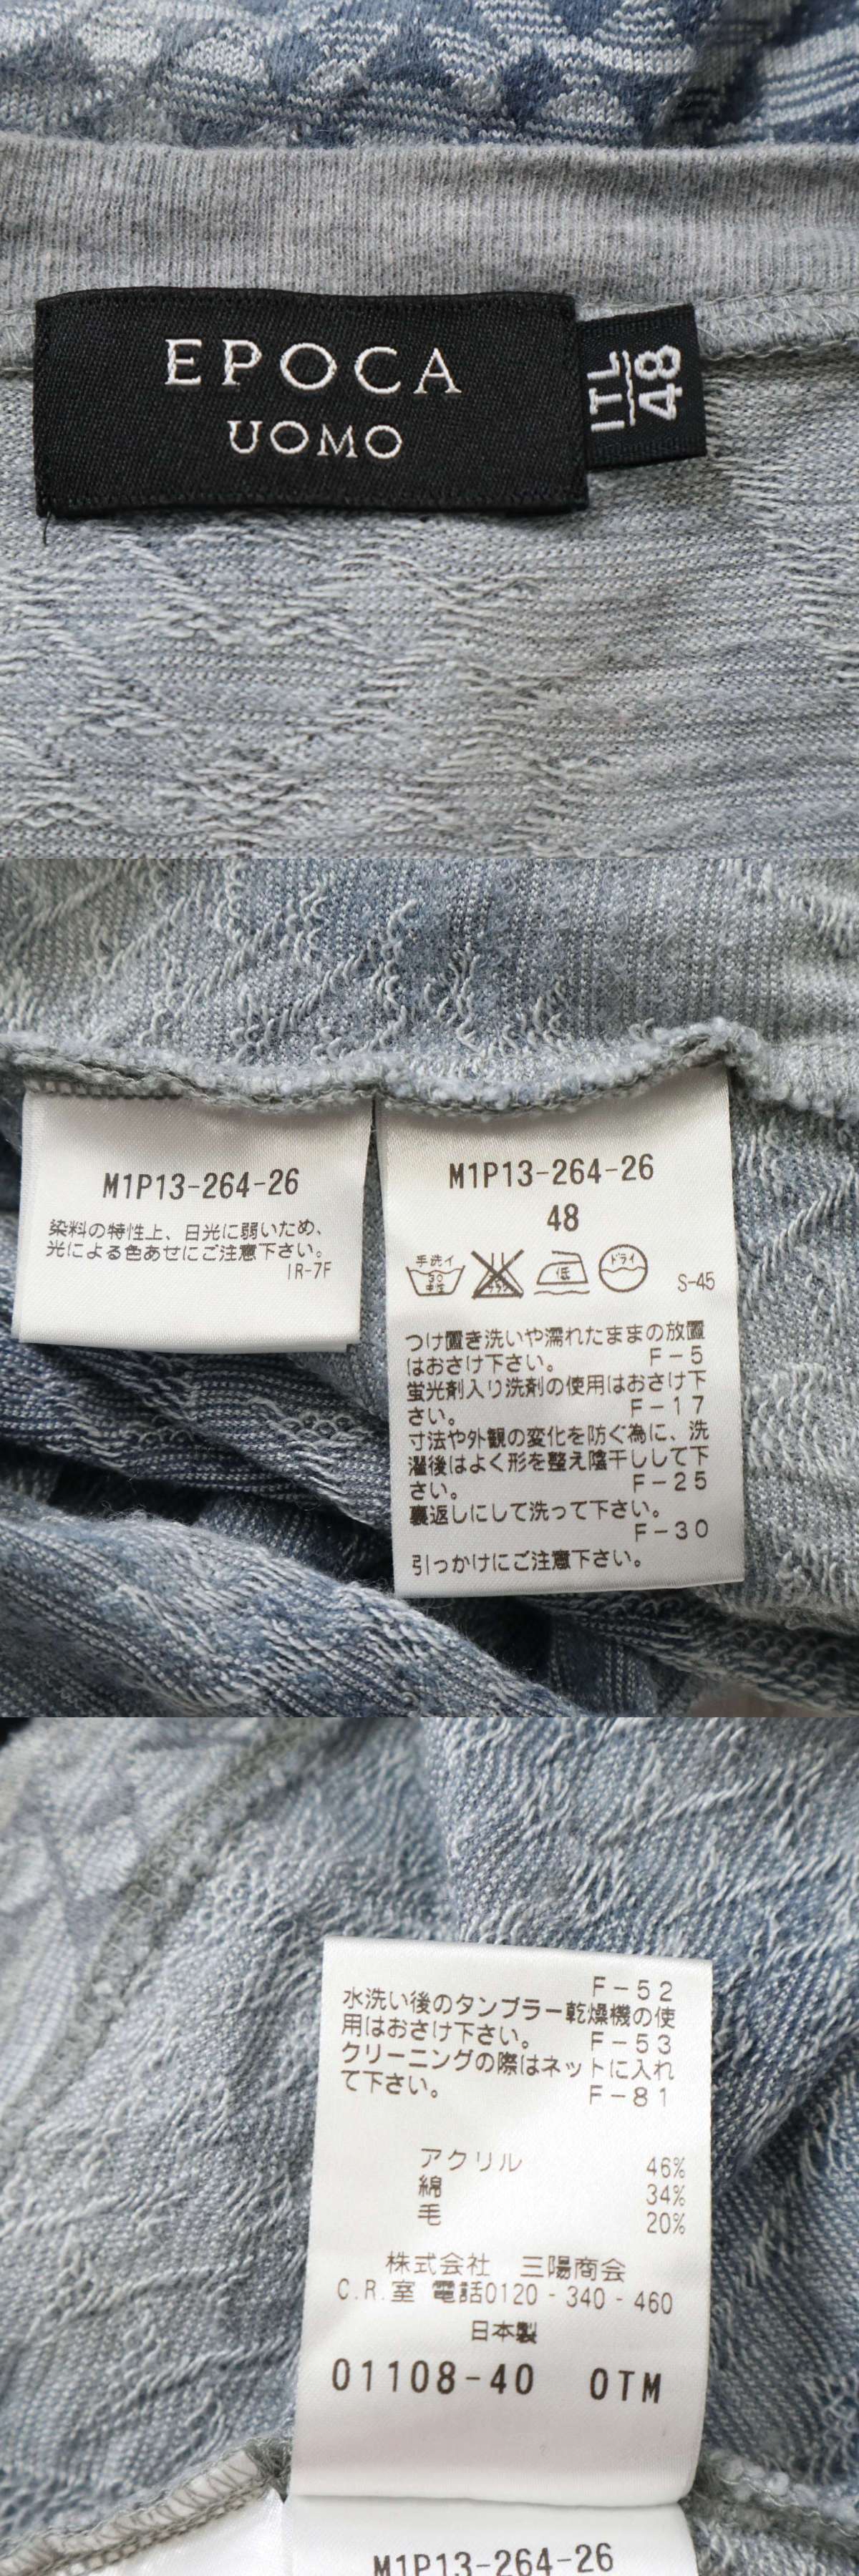 EPOCA
UOMO
ITL
48
M1P13-264-26
染料の特性上、日光に弱いため、
光による色あせにご注意下さい。
IR-7F
M1P13-264-26
48
手洗イ
30
中性
低
ドライ
S-45
つけ置き洗いや濡れたままの放置
はおさけ下さい。 F-5
蛍光剤入り洗剤の使用はおさけ下
さい。 F-17
寸法や外観の変化を防ぐ為に、洗
濯後はよく形を整え陰干しして下
さい。 F-25
裏返しにして洗って下さい。
F-30
引っかけにご注意下さい。
F-52
水洗い後のタンブラー乾燥機の使
用はおさけ下さい。 F-53
クリーニングの際はネットに入れ
て下さい。 F-81
アクリル 46%
綿 34%
毛 20%
株式会社 三陽商会
C.R.室 電話0120-340-460
日本製
01108-40 OTM
M1P13-264-26